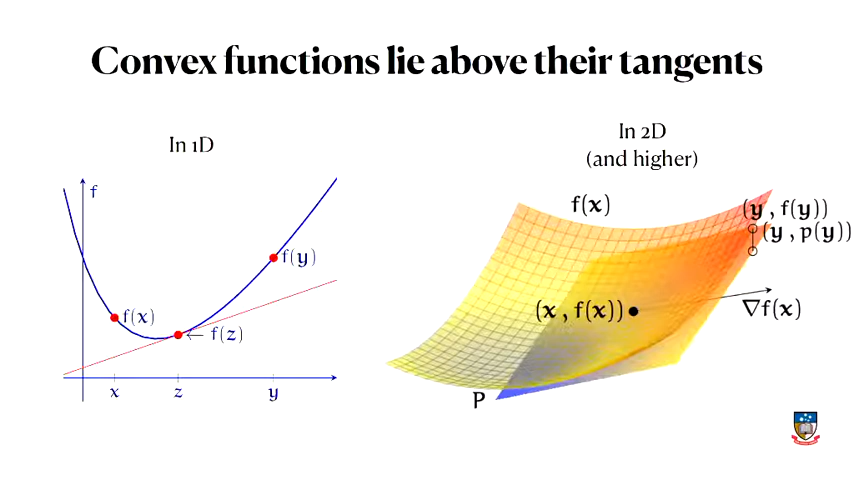 Convex functions lie above their tangents
In 1D
f
f(y)
f(x)
← f(z)
x z y
In 2D
(and higher)
f(x)
(y , f(y))
(y , p(y))
(x , f(x))
∇f(x)
P